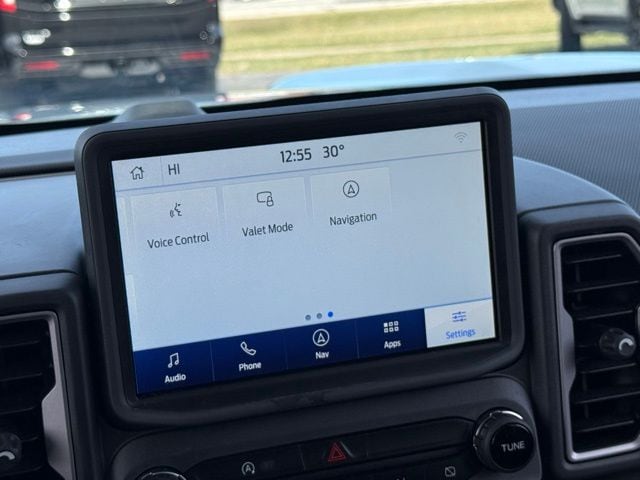 HI 12:55 30°
Voice Control Valet Mode Navigation
Audio Phone Nav Apps Settings
TUNE